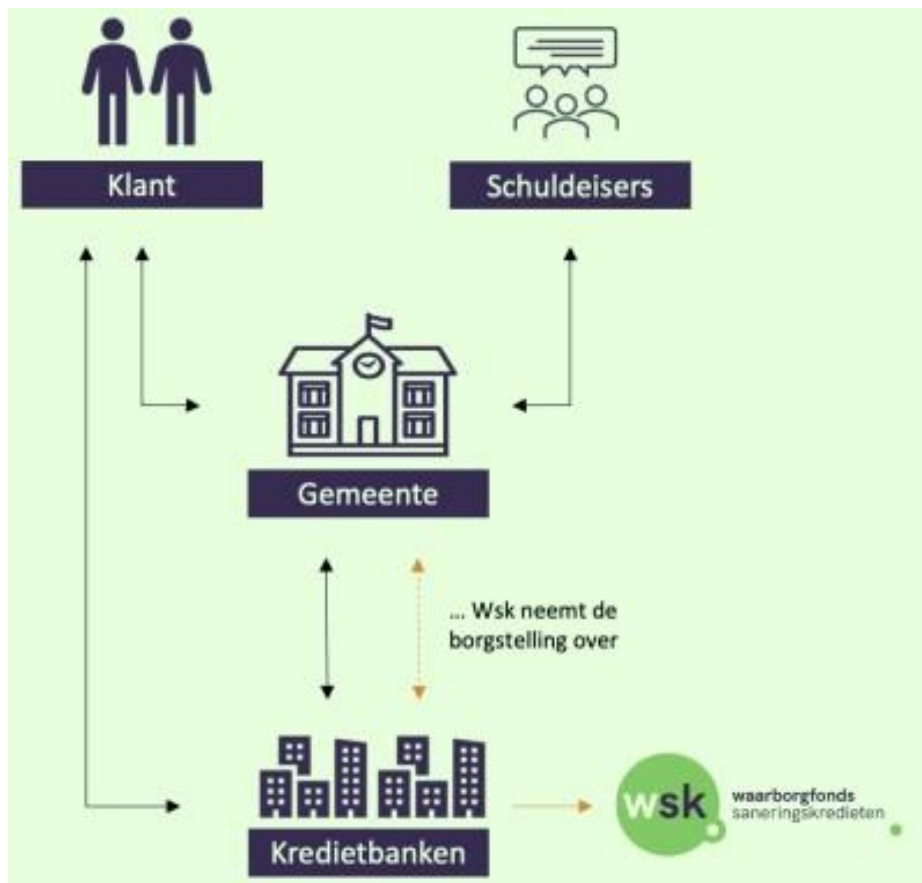 Klant
Schuldeisers
Gemeente
... Wsk neemt de
borgstelling over
wsk
waarborgfonds
saneringskredieten
Kredietbanken